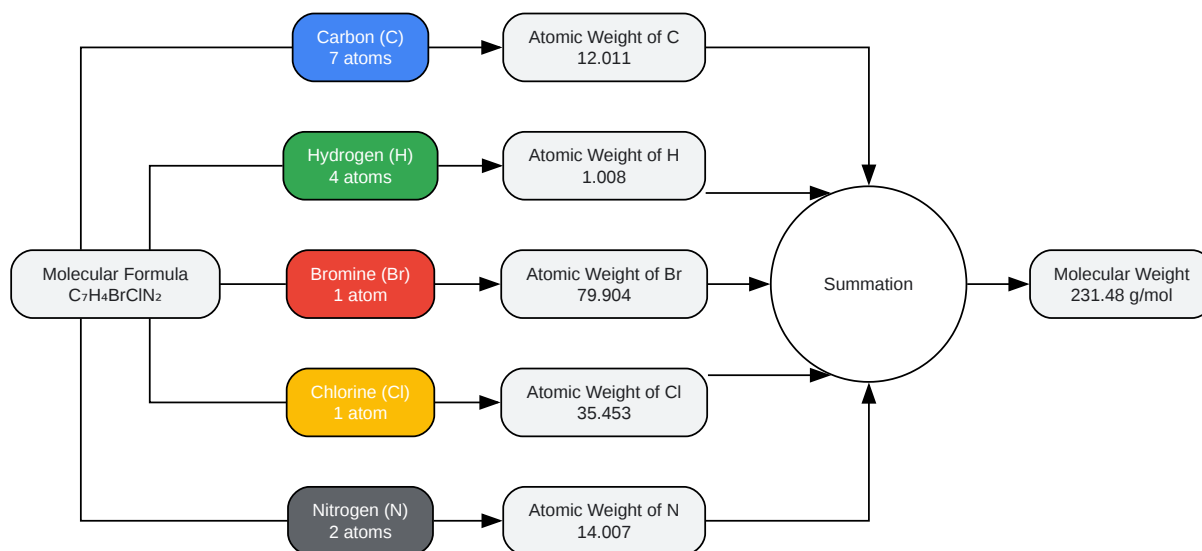 Carbon (C)
7 atoms
Atomic Weight of C
12.011
Hydrogen (H)
4 atoms
Atomic Weight of H
1.008
Molecular Formula
C₇H₄BrClN₂
Bromine (Br)
1 atom
Atomic Weight of Br
79.904
Summation
Molecular Weight
231.48 g/mol
Chlorine (Cl)
1 atom
Atomic Weight of Cl
35.453
Nitrogen (N)
2 atoms
Atomic Weight of N
14.007